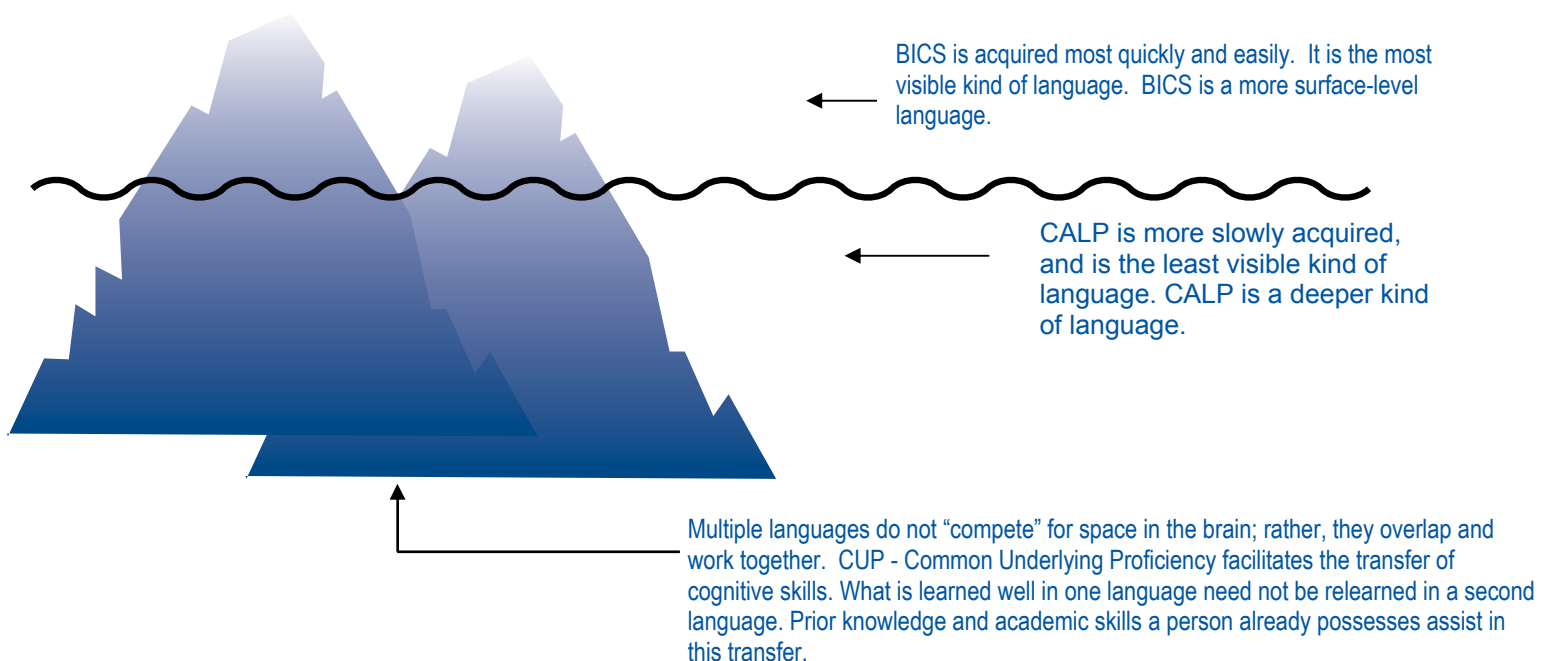 BICS is acquired most quickly and easily.  It is the most
visible kind of language.  BICS is a more surface-level
language.
CALP is more slowly acquired,
and is the least visible kind of
language. CALP is a deeper kind
of language.
Multiple languages do not “compete” for space in the brain; rather, they overlap and
work together.  CUP - Common Underlying Proficiency facilitates the transfer of
cognitive skills. What is learned well in one language need not be relearned in a second
language. Prior knowledge and academic skills a person already possesses assist in
this transfer.